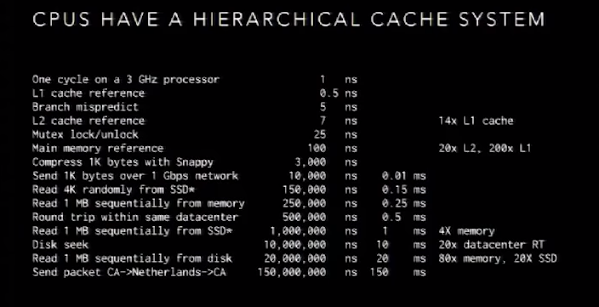 CPUS HAVE A HIERARCHICAL CACHE SYSTEM
One cycle on a 3 GHz processor 1 ns
L1 cache reference 0.5 ns
Branch mispredict 5 ns
L2 cache reference 7 ns 14x L1 cache
Mutex lock/unlock 25 ns
Main memory reference 100 ns 20x L2, 200x L1
Compress 1K bytes with Snappy 3,000 ns
Send 1K bytes over 1 Gbps network 10,000 ns 0.01 ms
Read 4K randomly from SSD* 150,000 ns 0.15 ms
Read 1 MB sequentially from memory 250,000 ns 0.25 ms
Round trip within same datacenter 500,000 ns 0.5 ms
Read 1 MB sequentially from SSD* 1,000,000 ns 1 ms 4X memory
Disk seek 10,000,000 ns 10 ms 20x datacenter RT
Read 1 MB sequentially from disk 20,000,000 ns 20 ms 80x memory, 20X SSD
Send packet CA->Netherlands->CA 150,000,000 ns 150 ms